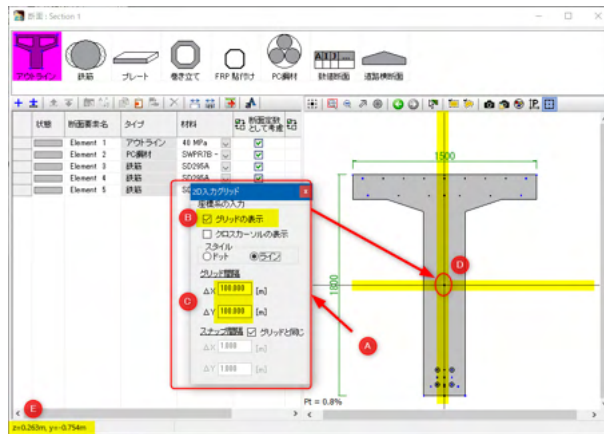 断面 : Section 1
アウトライン 鉄筋 プレート 巻き立て FRP 貼付け PC鋼材 数値断面 道路横断面
状態 断面要素名 タイプ 材料 断面定数として考慮
Element 1 アウトライン 40 MPa
Element 2 PC鋼材 SWPR7B -
Element 3 鉄筋 SD295A
Element 4 鉄筋 SD295A
Element 5 鉄筋
2D入力グリッド
座標系の入力
B グリッドの表示
クロスカーソルの表示
スタイル
ドット ライン
グリッド間隔
C ΔX 100.000 [m]
ΔY 100.000 [m]
スナップ間隔 グリッドと同じ
ΔX 1.000 [m]
ΔY 1.000 [m]
A
1500
D
1800
Pt = 0.8%
E
z=0.263m, y=-0.754m